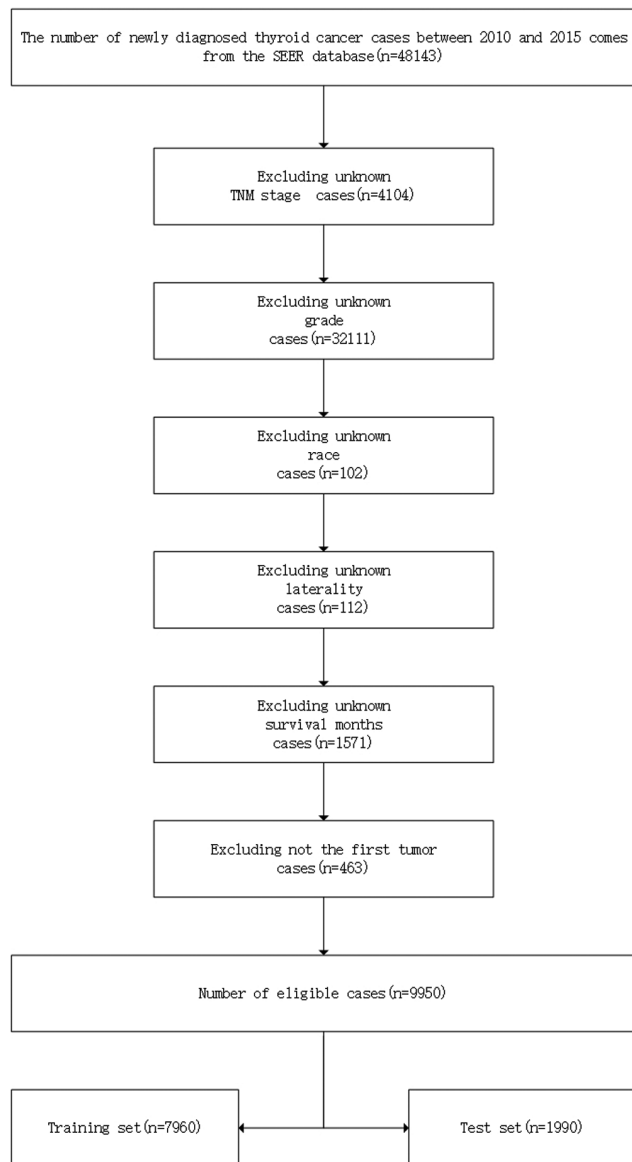 The number of newly diagnosed thyroid cancer cases between 2010 and 2015 comes
from the SEER database(n=48143)
Excluding unknown
TNM stage cases(n=4104)
Excluding unknown
grade
cases(n=32111)
Excluding unknown
race
cases(n=102)
Excluding unknown
laterality
cases(n=112)
Excluding unknown
survival months
cases(n=1571)
Excluding not the first tumor
cases(n=463)
Number of eligible cases(n=9950)
Training set(n=7960)
Test set(n=1990)